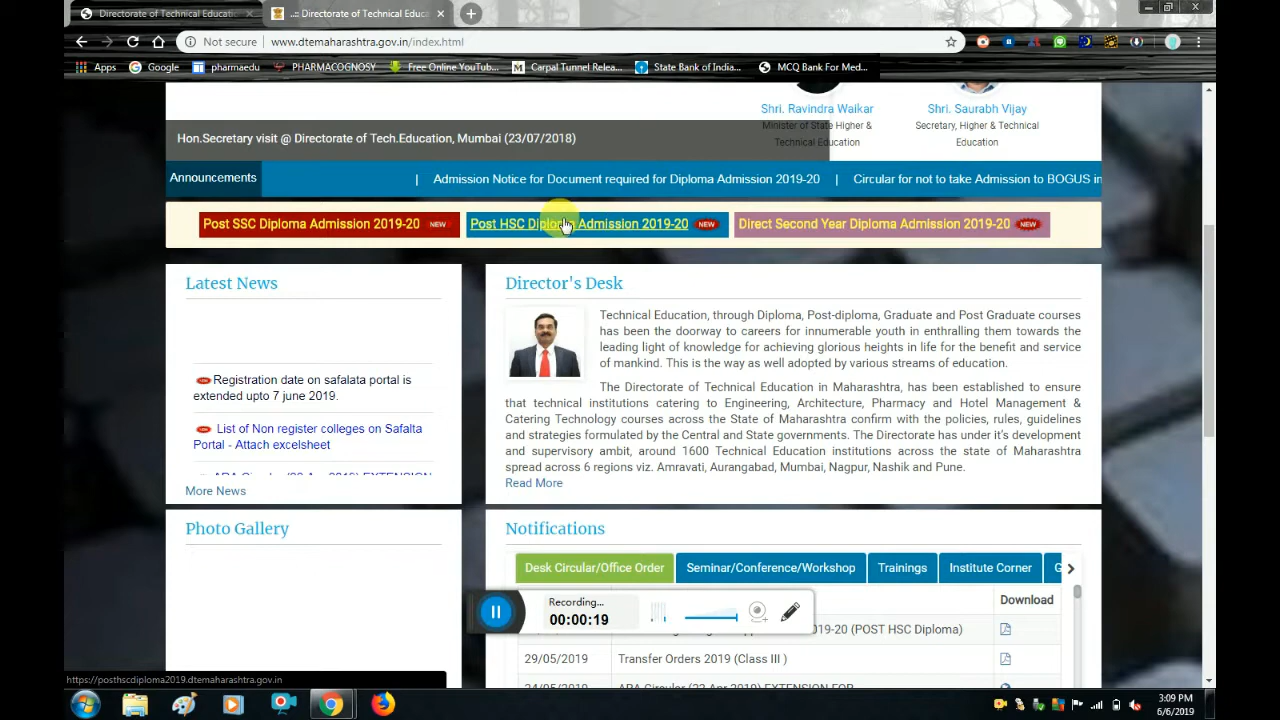 Directorate of Technical Educati
..:: Directorate of Technical Educ
Not secure
www.dtemaharashtra.gov.in/index.html
Apps
Google
pharmaedu
PHARMACOGNOSY
Free Online YouTub...
Carpal Tunnel Relea...
State Bank of India...
MCQ Bank For Med...
Shri. Ravindra Waikar
Minister of State Higher &
Technical Education
Shri. Saurabh Vijay
Secretary, Higher & Technical
Education
Hon.Secretary visit @ Directorate of Tech.Education, Mumbai (23/07/2018)
Announcements
| Admission Notice for Document required for Diploma Admission 2019-20 | Circular for not to take Admission to BOGUS in
Post SSC Diploma Admission 2019-20 NEW
Post HSC Diploma Admission 2019-20 NEW
Direct Second Year Diploma Admission 2019-20 NEW
Latest News
Registration date on safalata portal is
extended upto 7 june 2019.
List of Non register colleges on Safalta
Portal - Attach excelsheet
More News
Director's Desk
Technical Education, through Diploma, Post-diploma, Graduate and Post Graduate courses
has been the doorway to careers for innumerable youth in enthralling them towards the
leading light of knowledge for achieving glorious heights in life for the benefit and service
of mankind. This is the way as well adopted by various streams of education.
The Directorate of Technical Education in Maharashtra, has been established to ensure
that technical institutions catering to Engineering, Architecture, Pharmacy and Hotel Management &
Catering Technology courses across the State of Maharashtra confirm with the policies, rules, guidelines
and strategies formulated by the Central and State governments. The Directorate has under it's development
and supervisory ambit, around 1600 Technical Education institutions across the state of Maharashtra
spread across 6 regions viz. Amravati, Aurangabad, Mumbai, Nagpur, Nashik and Pune.
Read More
Photo Gallery
Notifications
Desk Circular/Office Order
Seminar/Conference/Workshop
Trainings
Institute Corner
G
Download
Recording...
00:00:19
019-20 (POST HSC Diploma)
29/05/2019
Transfer Orders 2019 (Class III )
24/05/2019
ARA Circular (22 Apr 2019) EXTENSION FOR
https://posthscdiploma2019.dtemaharashtra.gov.in
3:09 PM
6/6/2019